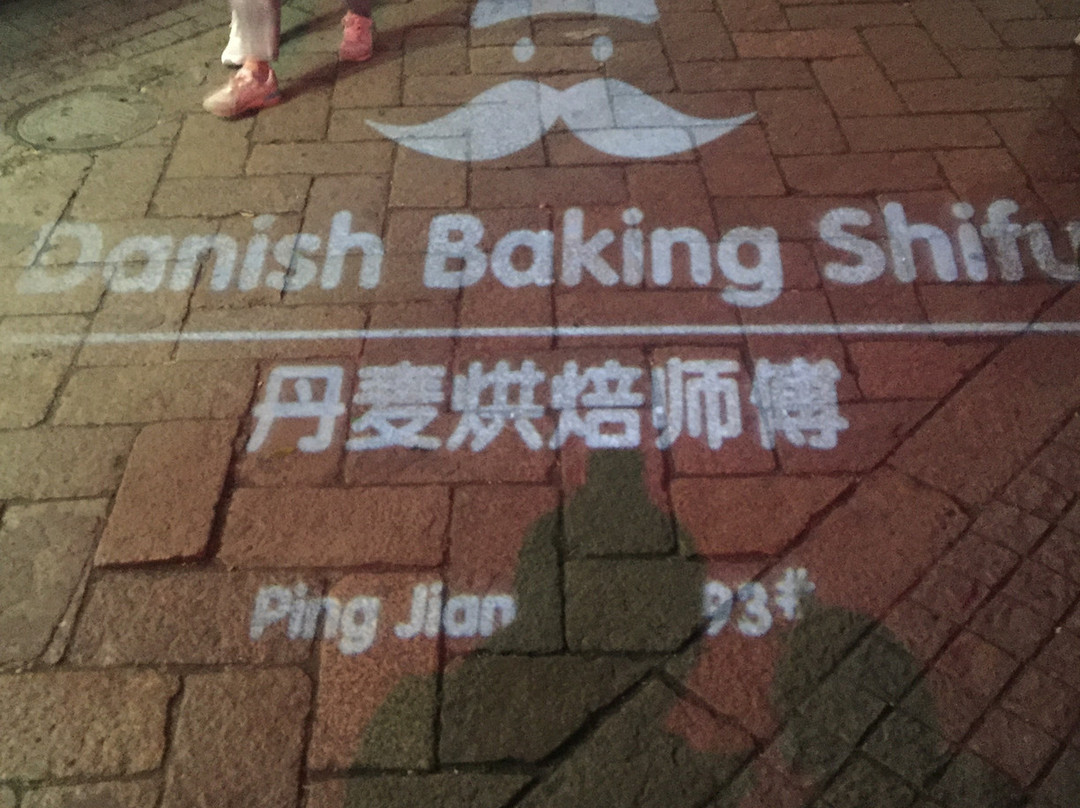 Danish Baking Shifu
丹麦烘焙师傅
Ping Jian 93#